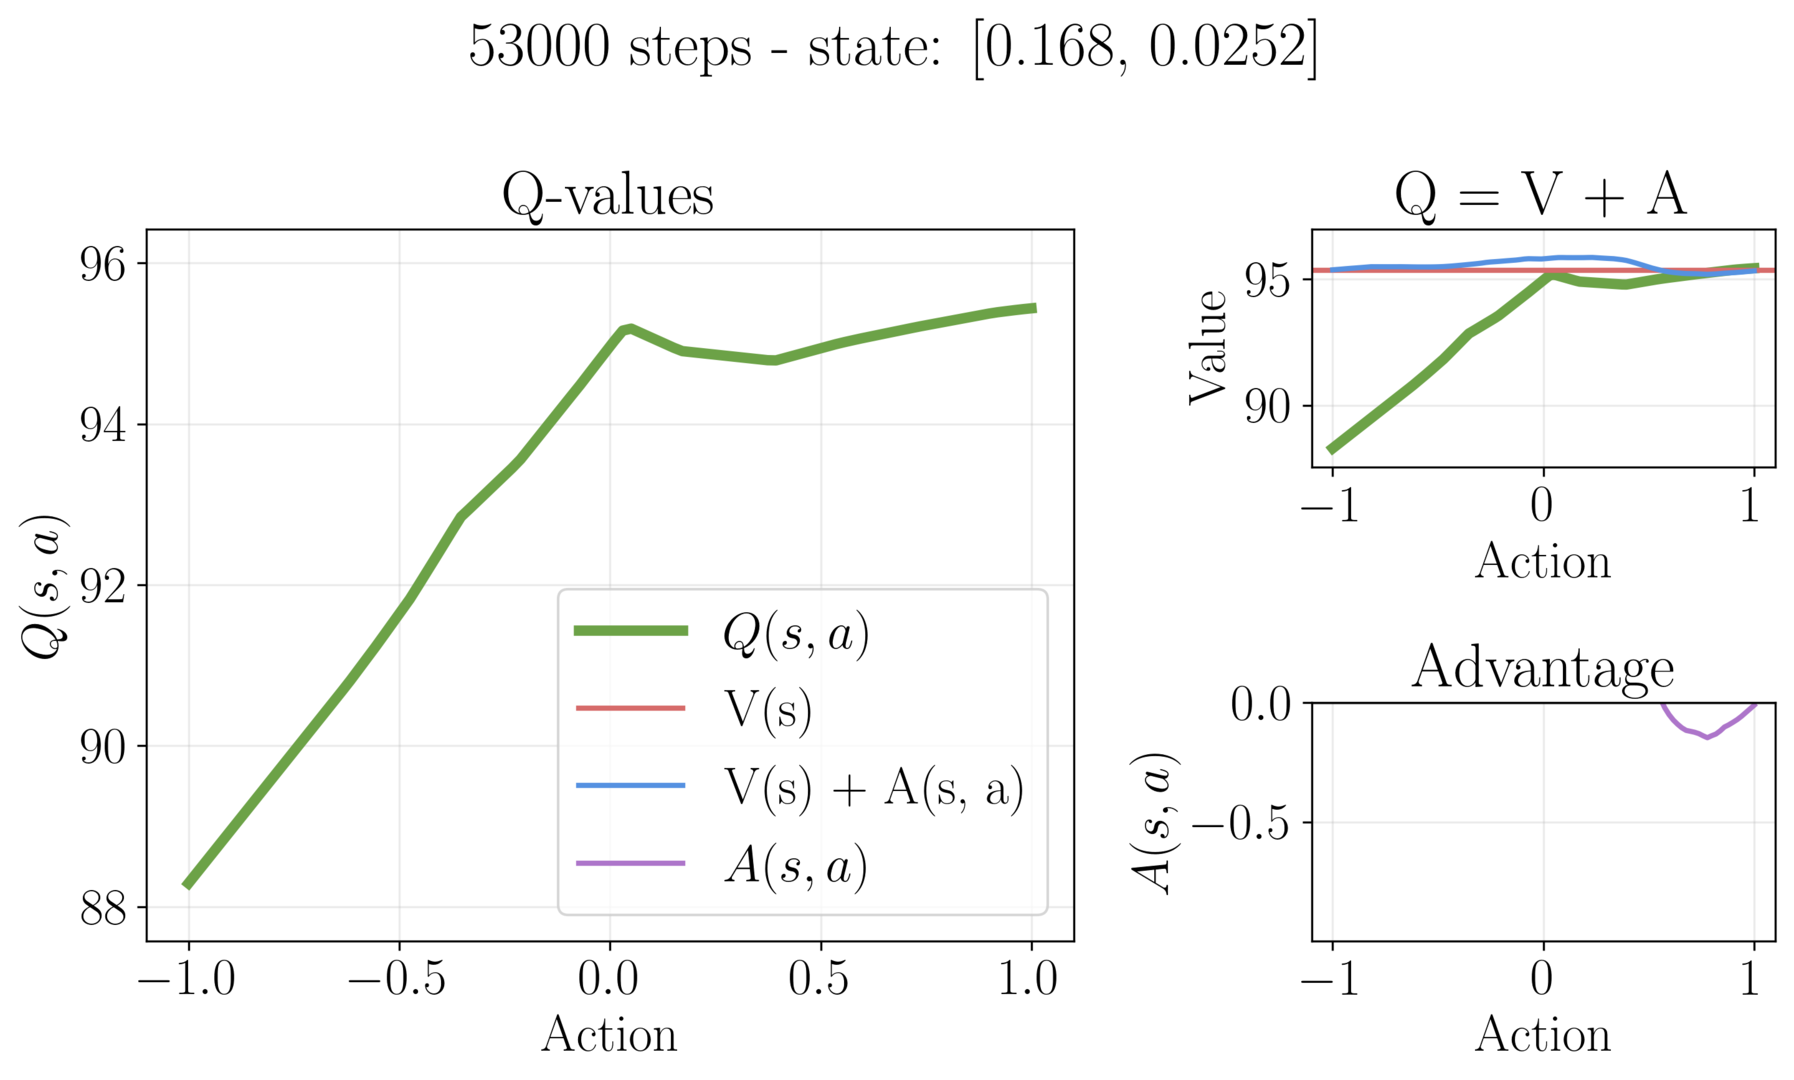 53000 steps - state: [0.168, 0.0252]
Q-values
96
94
92
90
88
Q(s, a)
−1.0 −0.5 0.0 0.5 1.0
Action
Q(s, a)
V(s)
V(s) + A(s, a)
A(s, a)
Q = V + A
95
90
Value
−1 0 1
Action
Advantage
0.0
−0.5
A(s, a)
−1 0 1
Action